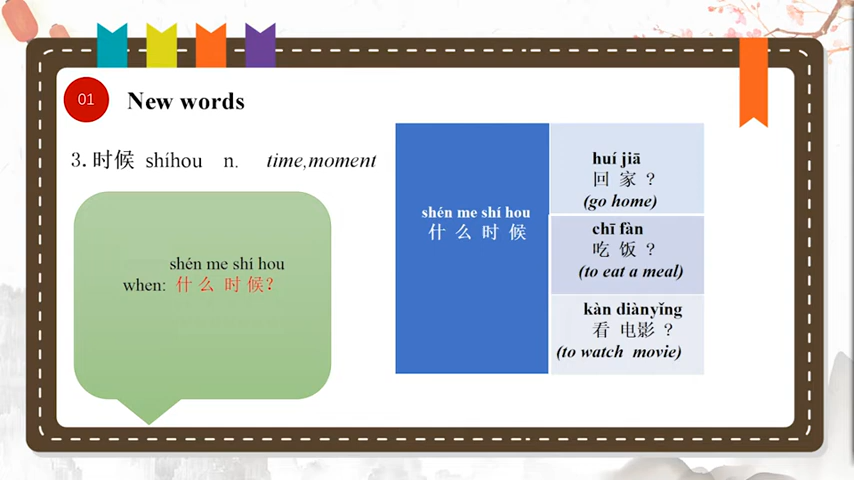 01
New words
3. 时候 shíhou n. time,moment
shén me shí hou
when: 什么 时候?
shén me shí hou
什 么 时 候
huí jiā
回 家 ?
(go home)
chī fàn
吃 饭 ?
(to eat a meal)
kàn diànyǐng
看 电影 ?
(to watch movie)